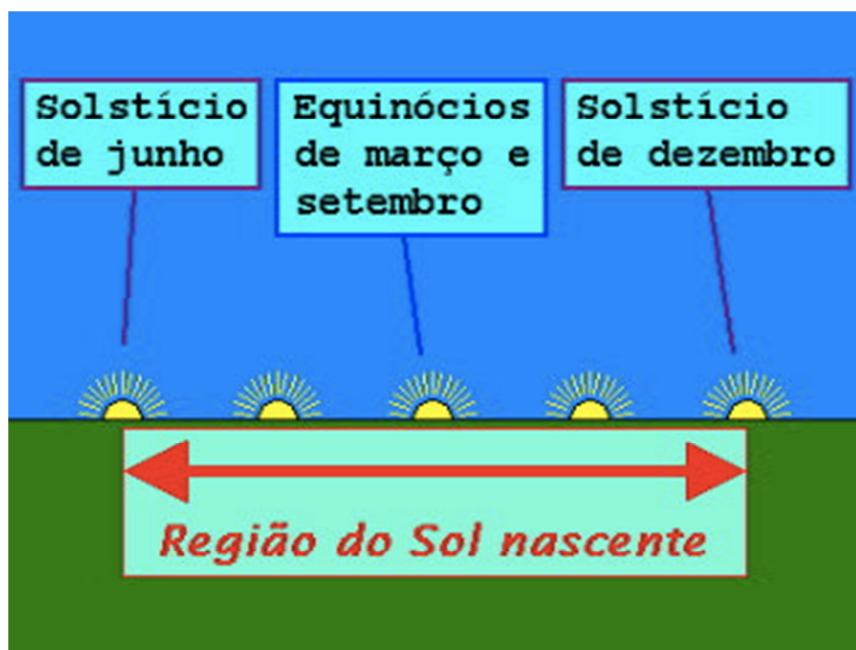 Solstício
de junho
Equinócios
de março e
setembro
Solstício
de dezembro
Região do Sol nascente